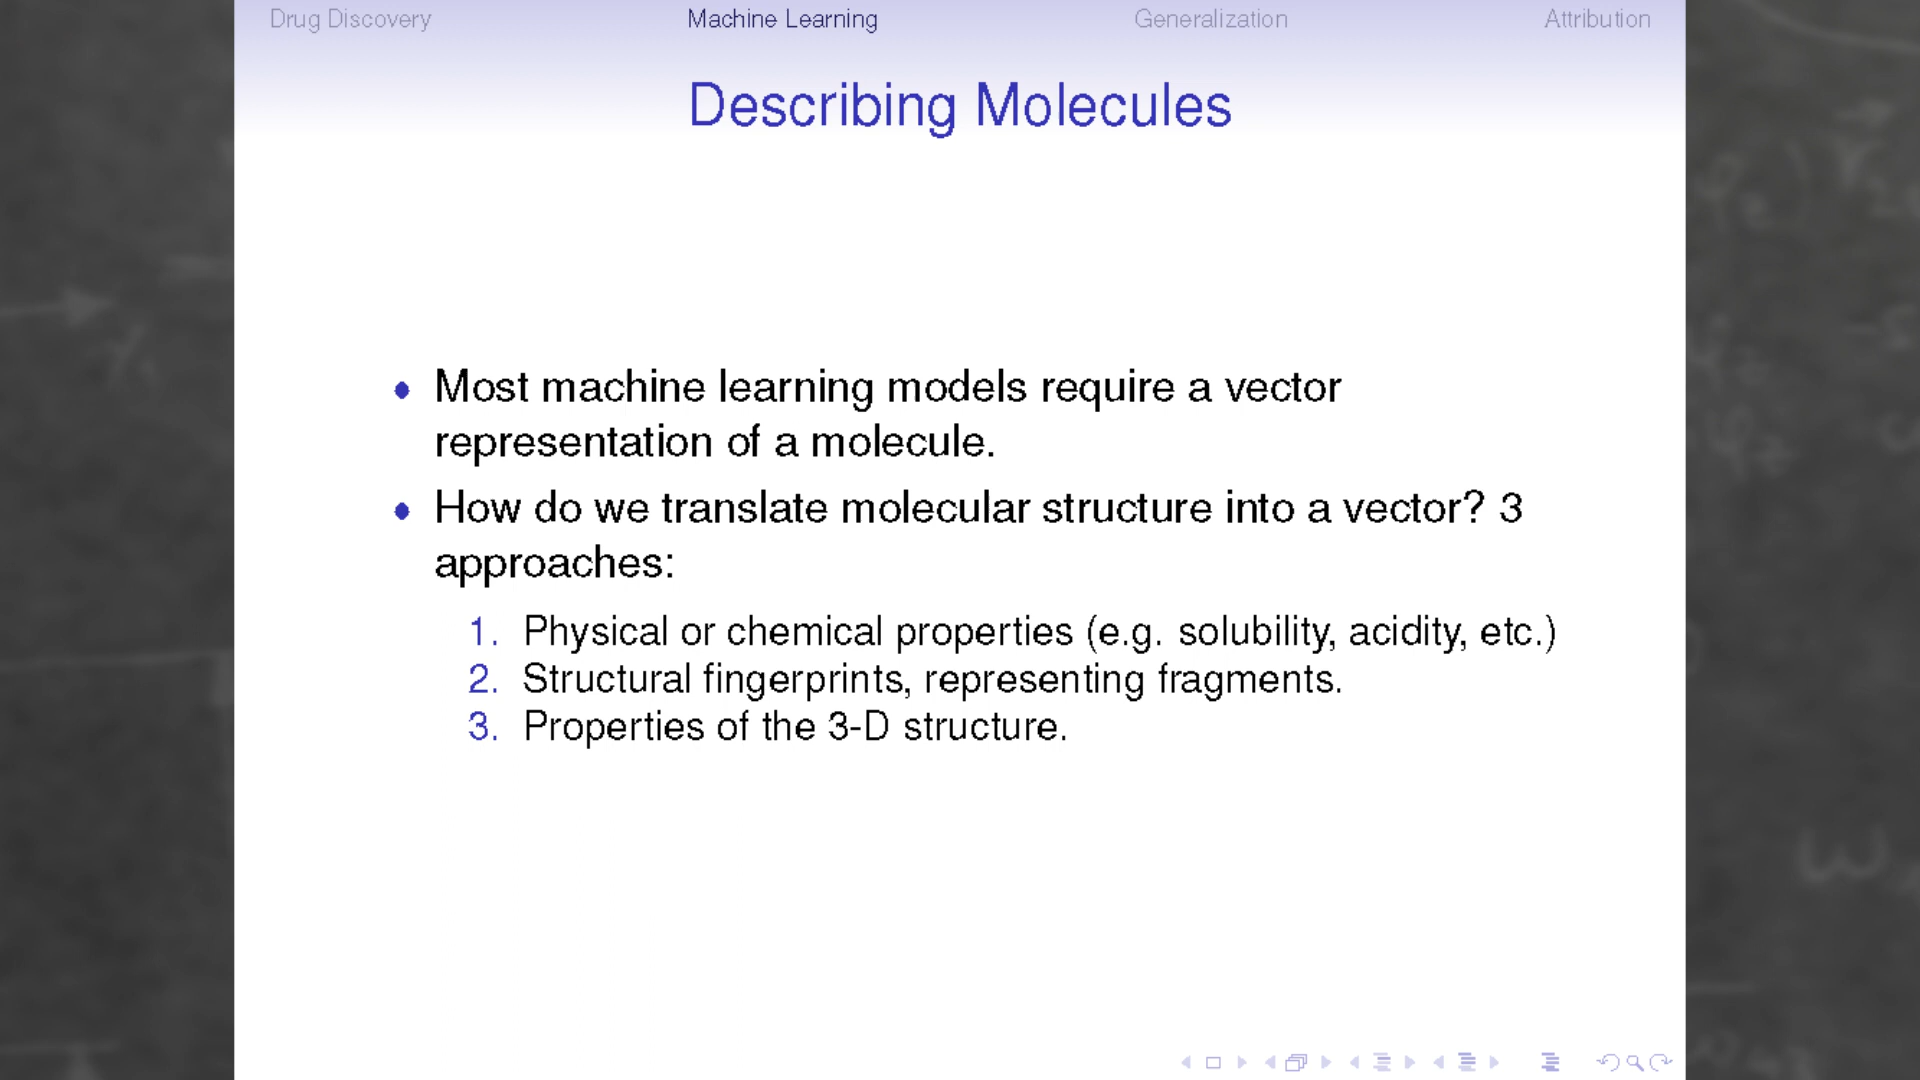 Drug Discovery Machine Learning Generalization Attribution
Describing Molecules
• Most machine learning models require a vector
representation of a molecule.
• How do we translate molecular structure into a vector? 3
approaches:
1. Physical or chemical properties (e.g. solubility, acidity, etc.)
2. Structural fingerprints, representing fragments.
3. Properties of the 3-D structure.